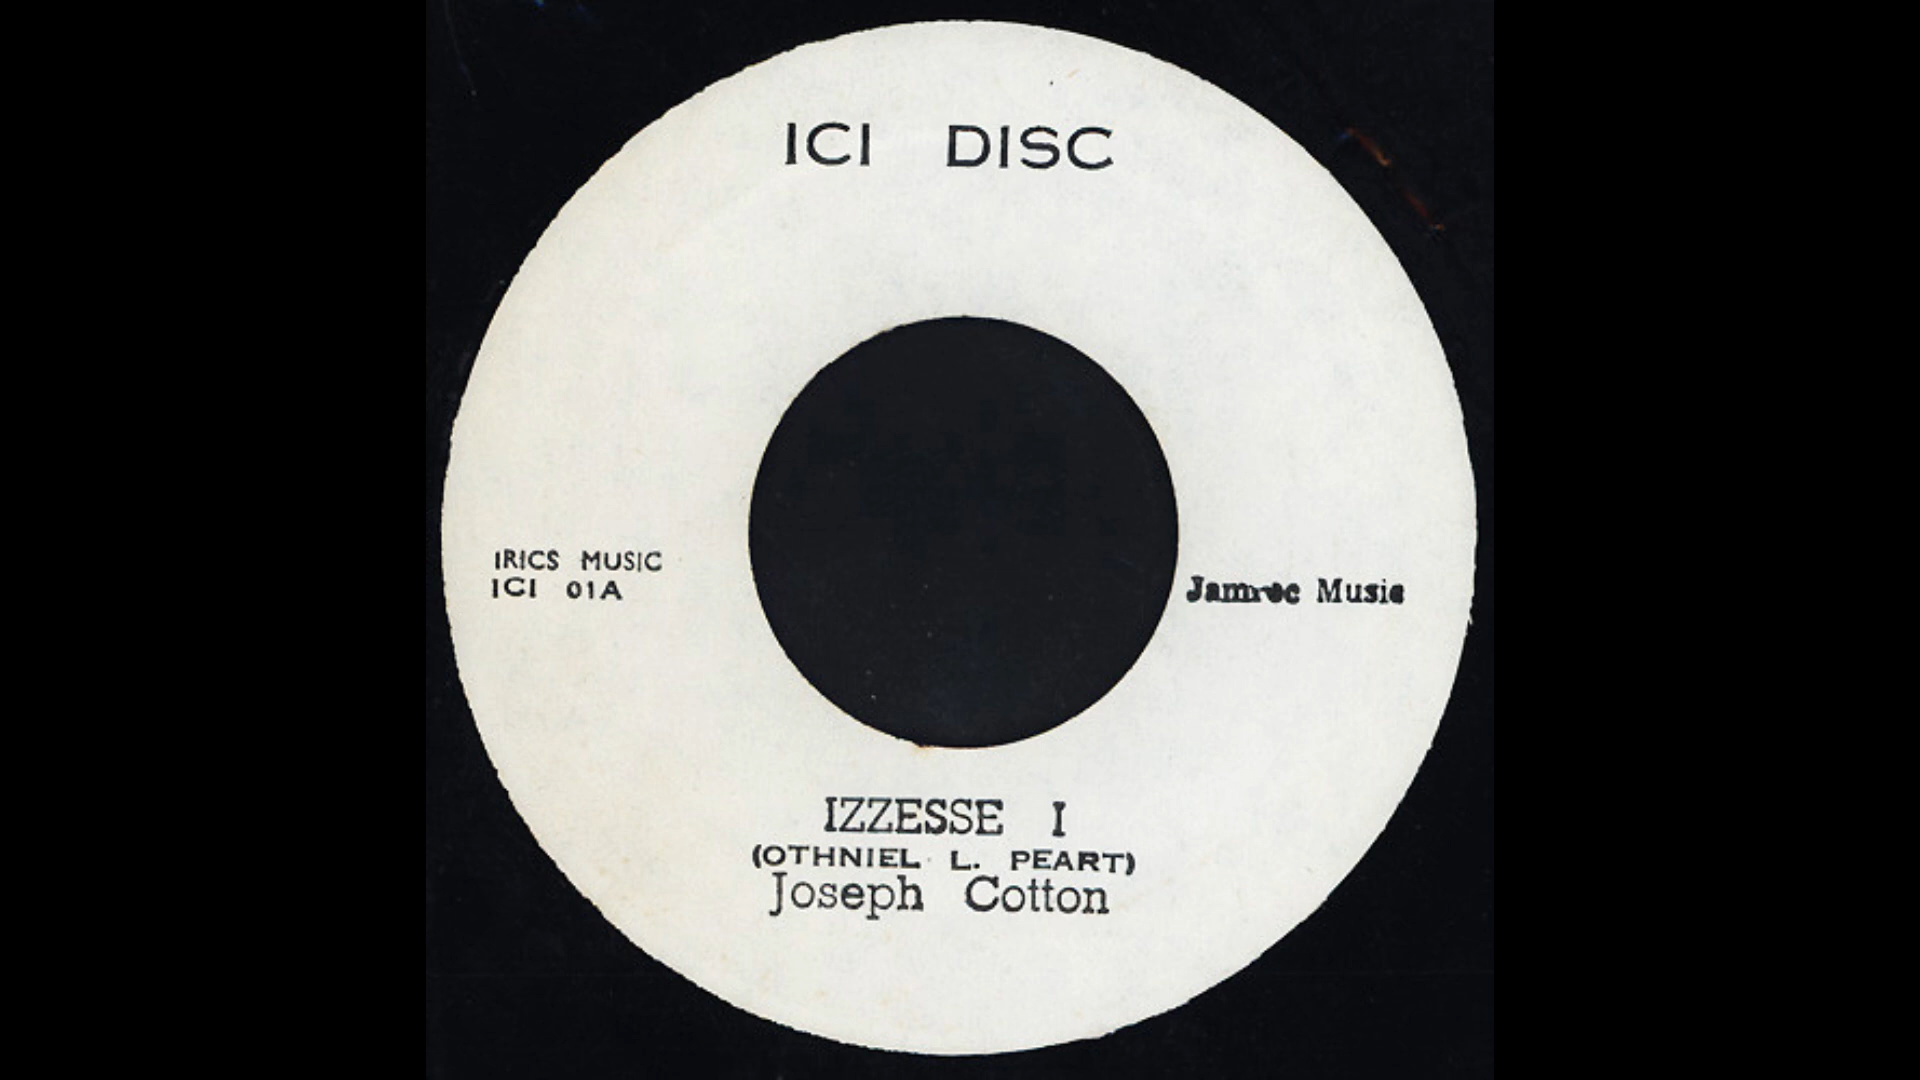 ICI DISC
IRICS MUSIC
ICI 01A
Jamrec Music
IZZESSE I
(OTHNIEL L. PEART)
Joseph Cotton